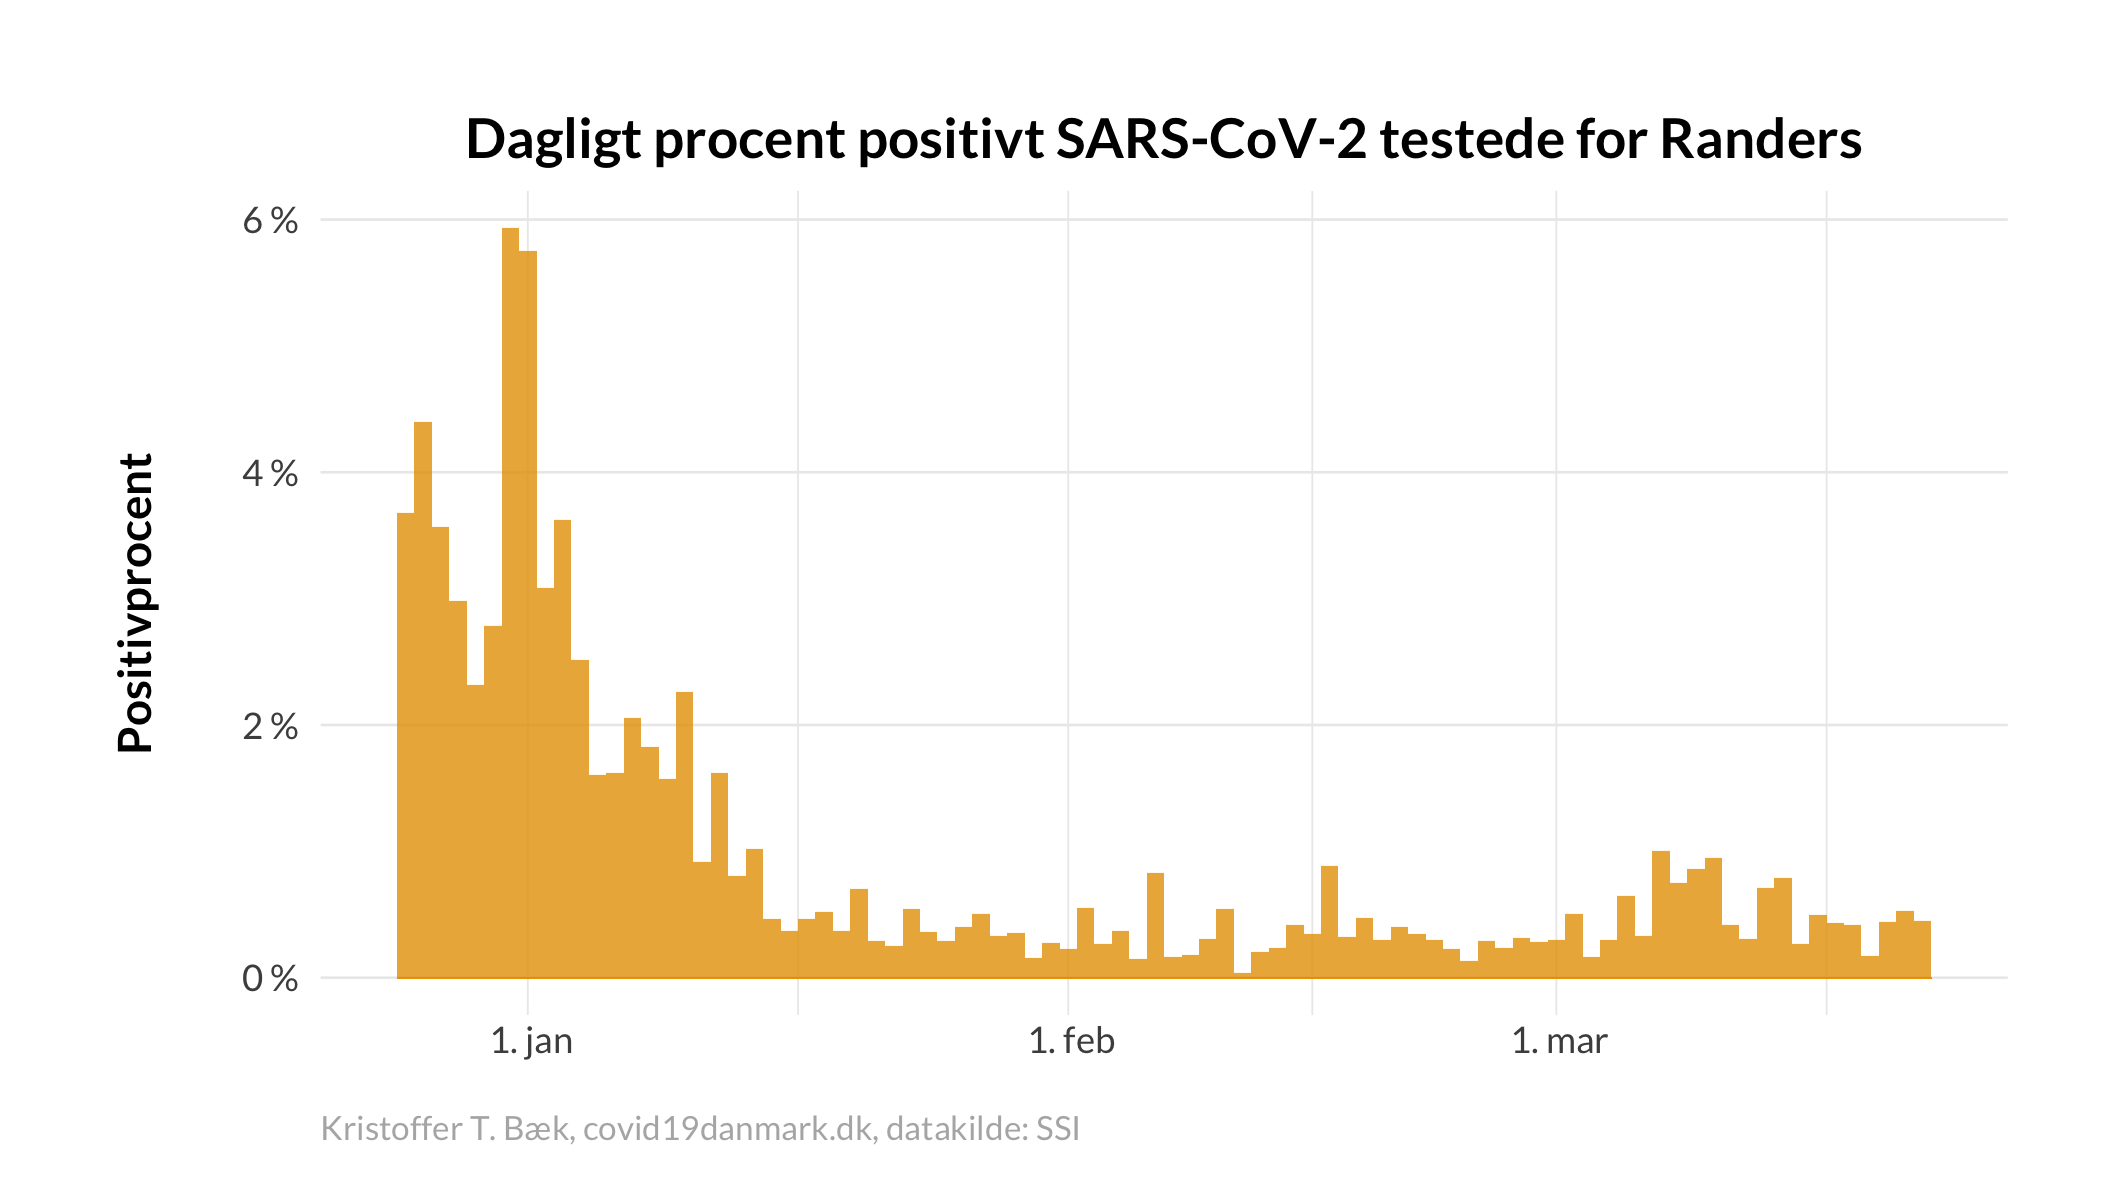 Dagligt procent positivt SARS-CoV-2 testede for Randers
Positivprocent
6 %
4 %
2 %
0 %
1. jan
1. feb
1. mar
Kristoffer T. Bæk, covid19danmark.dk, datakilde: SSI